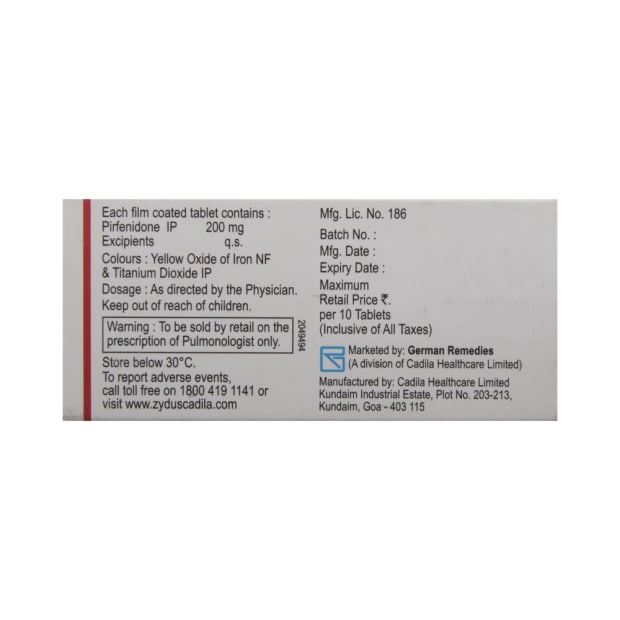 Each film coated tablet contains :
Pirfenidone IP 200 mg
Excipients q.s.
Colours : Yellow Oxide of Iron NF
& Titanium Dioxide IP
Dosage : As directed by the Physician.
Keep out of reach of children.
Warning : To be sold by retail on the
prescription of Pulmonologist only.
2049494
Store below 30°C.
To report adverse events,
call toll free on 1800 419 1141 or
visit www.zyduscadila.com
Mfg. Lic. No. 186
Batch No. :
Mfg. Date :
Expiry Date :
Maximum
Retail Price ₹.
per 10 Tablets
(Inclusive of All Taxes)
Marketed by: German Remedies
(A division of Cadila Healthcare Limited)
Manufactured by: Cadila Healthcare Limited
Kundaim Industrial Estate, Plot No. 203-213,
Kundaim, Goa - 403 115